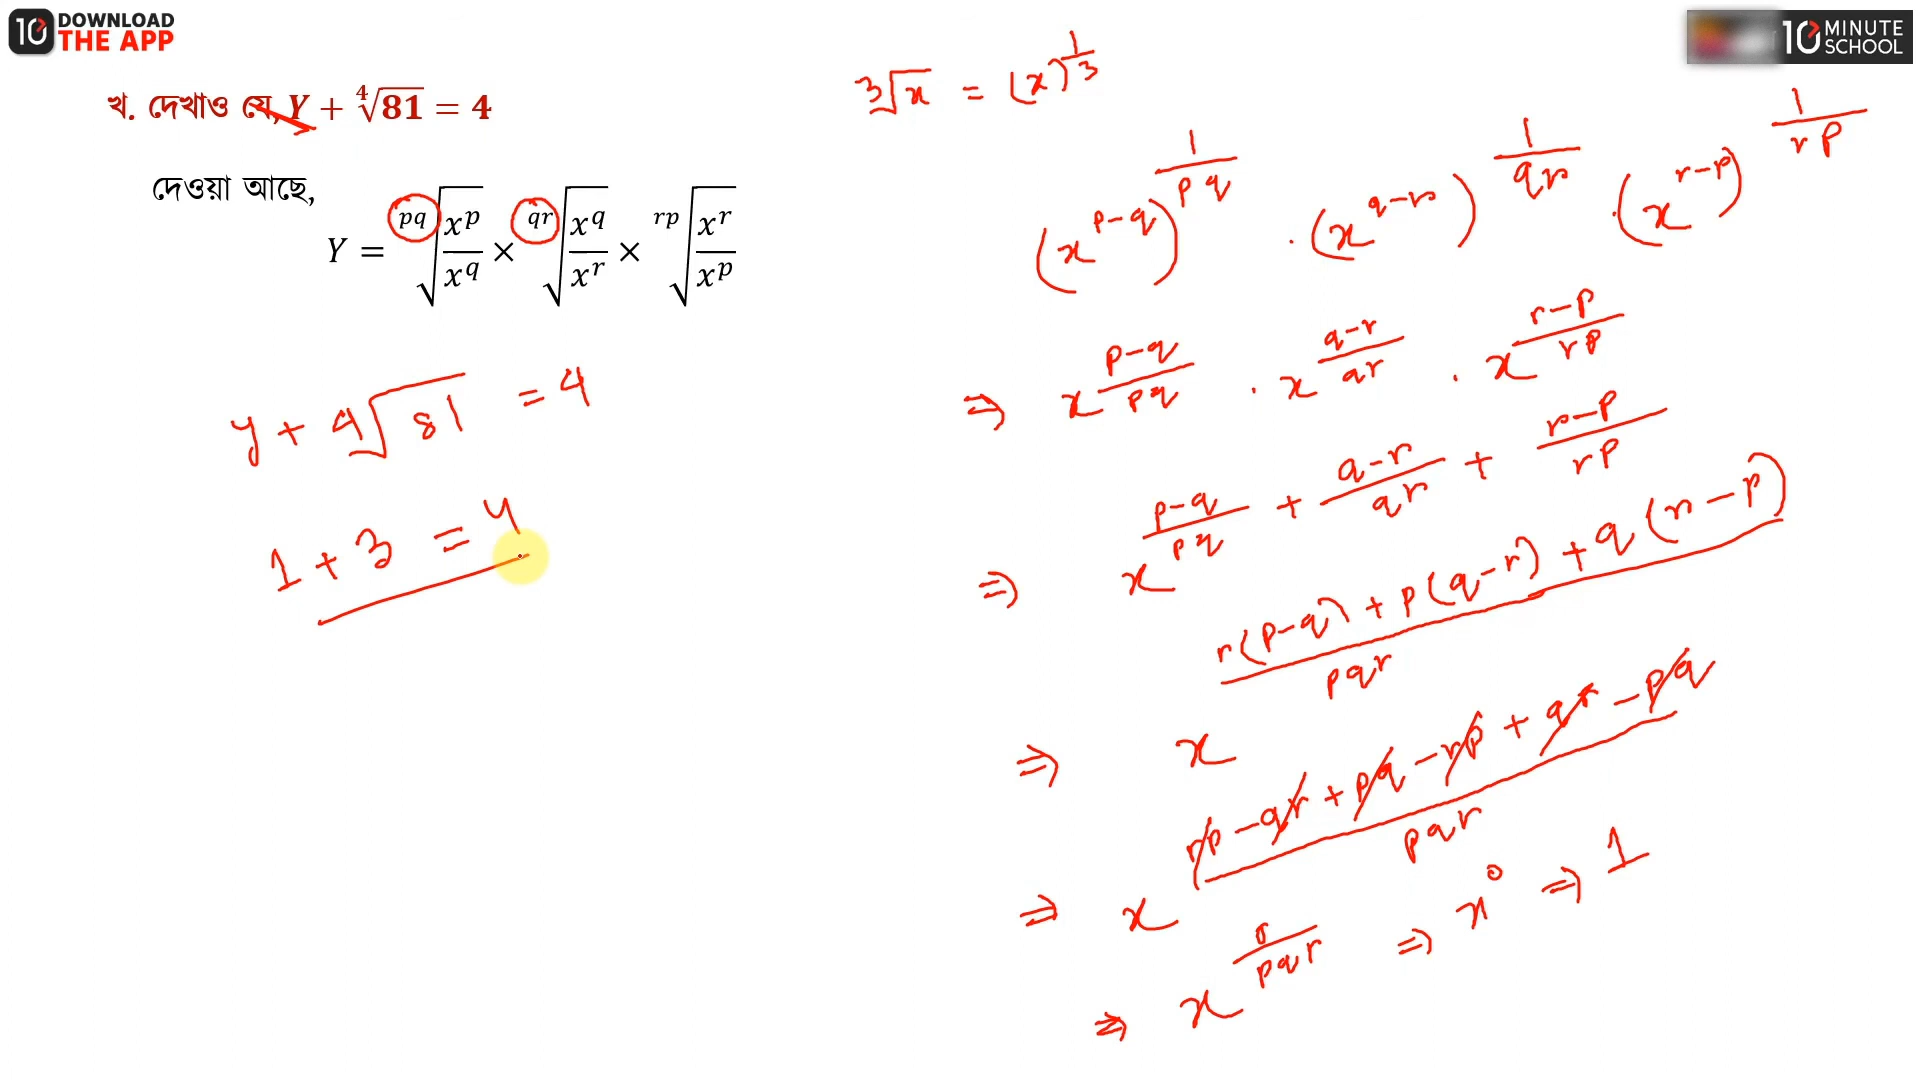 10 DOWNLOAD THE APP
10 MINUTE SCHOOL
খ. দেখাও যে, Y + ∜81 = 4
দেওয়া আছে,
Y = ᵖ𐞥√(x^p/x^q) × ^{qr}√(x^q/x^r) × ^{rp}√(x^r/x^p)
y + ∜81 = 4
1 + 3 = 4
∛x = (x)^{1/3}
(x^{p-q})^{1/pq} · (x^{q-r})^{1/qr} · (x^{r-p})^{1/rp}
⇒ x^{(p-q)/pq} · x^{(q-r)/qr} · x^{(r-p)/rp}
⇒ x^{(p-q)/pq + (q-r)/qr + (r-p)/rp}
⇒ x^{(r(p-q) + p(q-r) + q(r-p))/pqr}
⇒ x^{(rp - qr + pq - rp + qr - pq)/pqr}
⇒ x^{0/pqr} ⇒ x^0 ⇒ 1